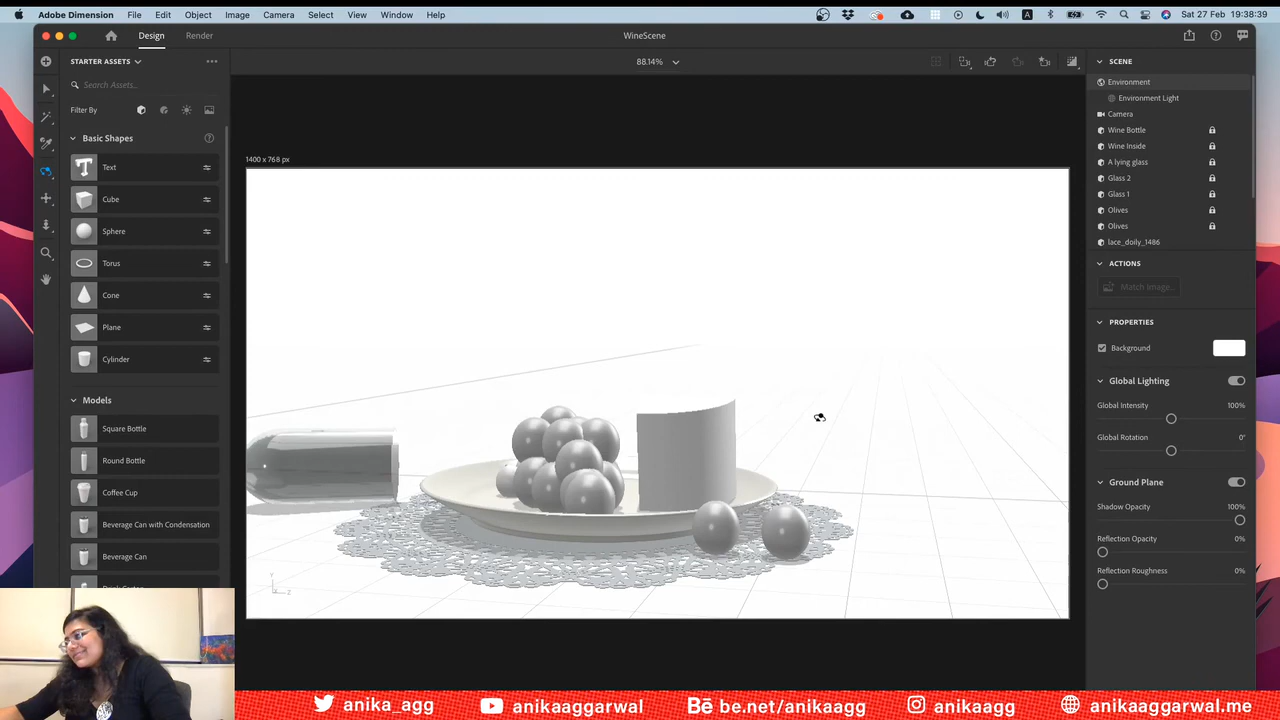 Adobe Dimension File Edit Object Image Camera Select View Window Help
A
Sat 27 Feb 19:38:39
Design Render
WineScene
STARTER ASSETS
88.14%
SCENE
Search Assets...
Environment
Environment Light
Filter By
Camera
Basic Shapes
Wine Bottle
Wine Inside
1400 x 768 px
A lying glass
Text
Glass 2
Cube
Glass 1
Olives
Sphere
Olives
lace_doily_1486
Torus
ACTIONS
Match Image...
Cone
Plane
PROPERTIES
Cylinder
Background
Models
Global Lighting
Global Intensity 100%
Square Bottle
Global Rotation 0°
Round Bottle
Ground Plane
Coffee Cup
Shadow Opacity 100%
Beverage Can with Condensation
Reflection Opacity 0%
Beverage Can
Reflection Roughness 0%
Y
Z
anika_agg anikaaggarwal Bē be.net/anikaagg anikaagg anikaaggarwal.me